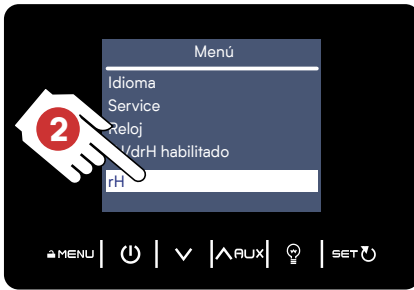 Menú
Idioma
Service
Reloj
/drH habilitado
rH
2
MENU
AUX
SET